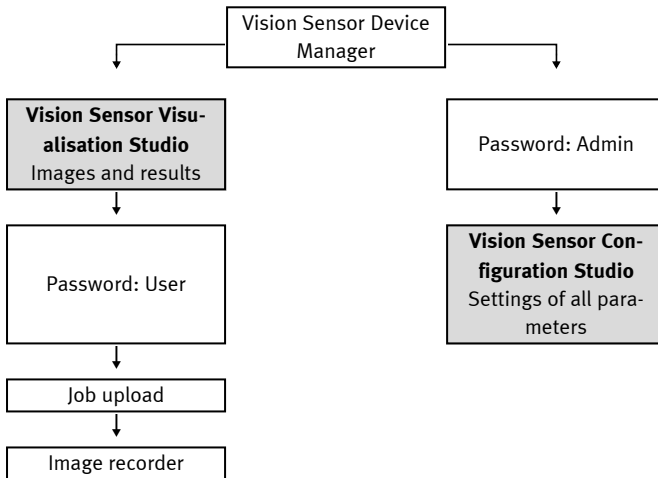 Vision Sensor Device
Manager
Vision Sensor Visu-
alisation Studio
Images and results
Password: User
Job upload
Image recorder
Password: Admin
Vision Sensor Con-
figuration Studio
Settings of all para-
meters